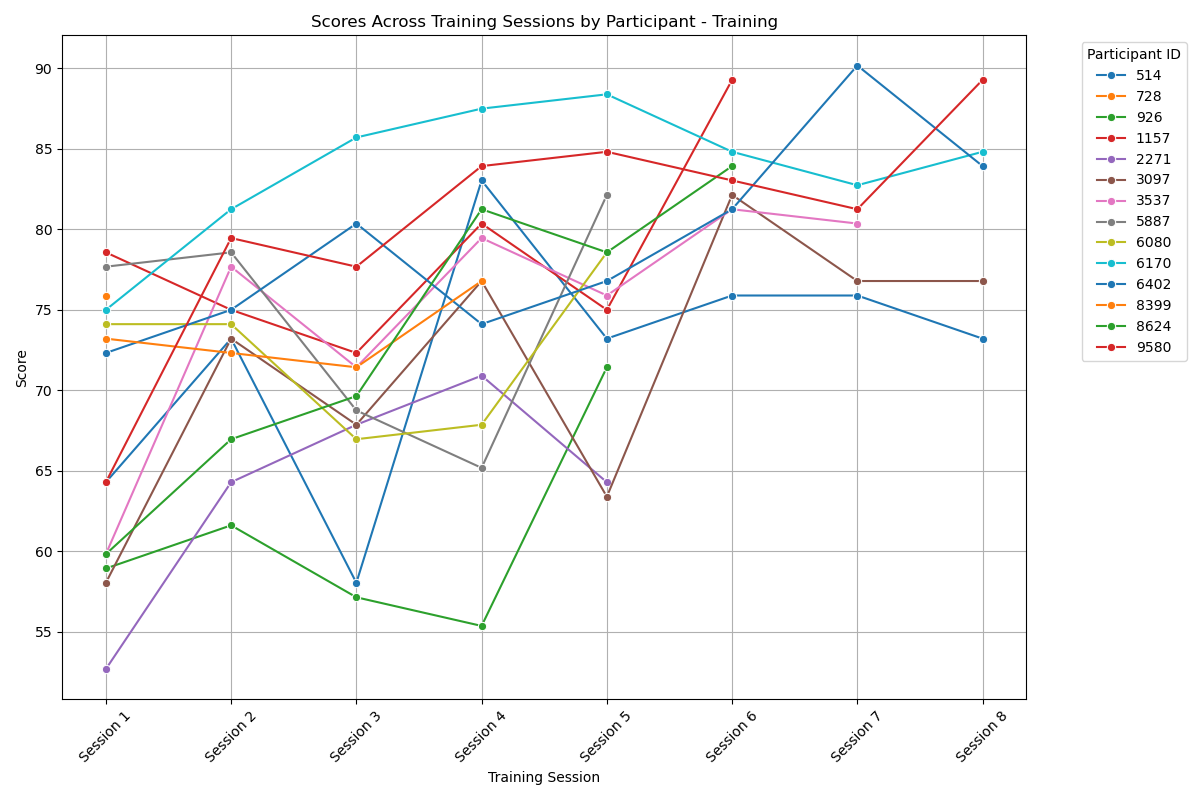 Scores Across Training Sessions by Participant - Training
Participant ID
514
728
926
1157
2271
3097
3537
5887
6080
6170
6402
8399
8624
9580
Score
90
85
80
75
70
65
60
55
Session 1
Session 2
Session 3
Session 4
Session 5
Session 6
Session 7
Session 8
Training Session